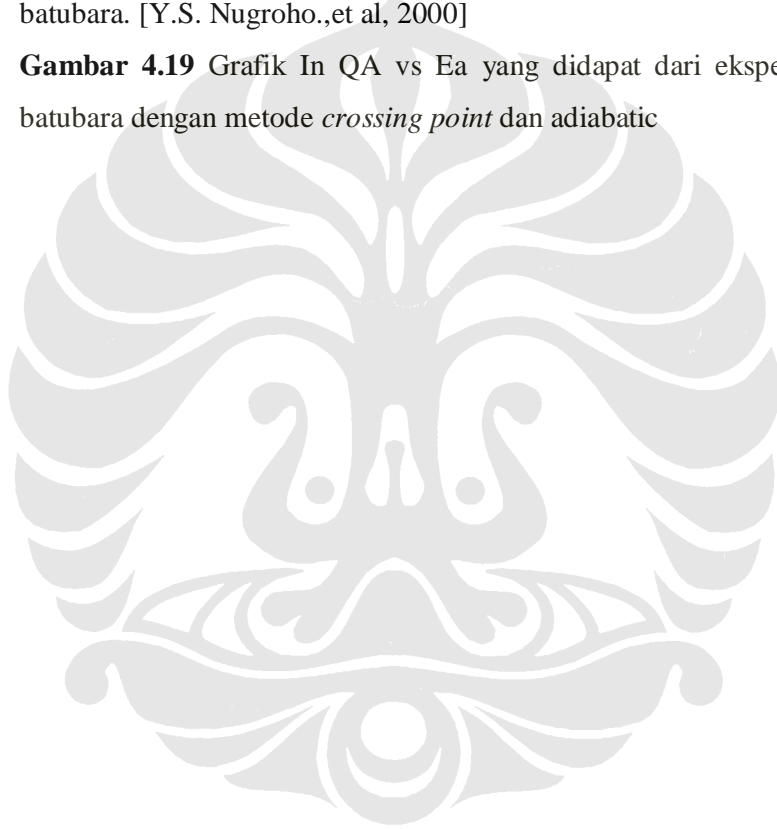 batubara. [Y.S. Nugroho.,et al, 2000]
Gambar 4.19 Grafik In QA vs Ea yang didapat dari ekspe
batubara dengan metode crossing point dan adiabatic